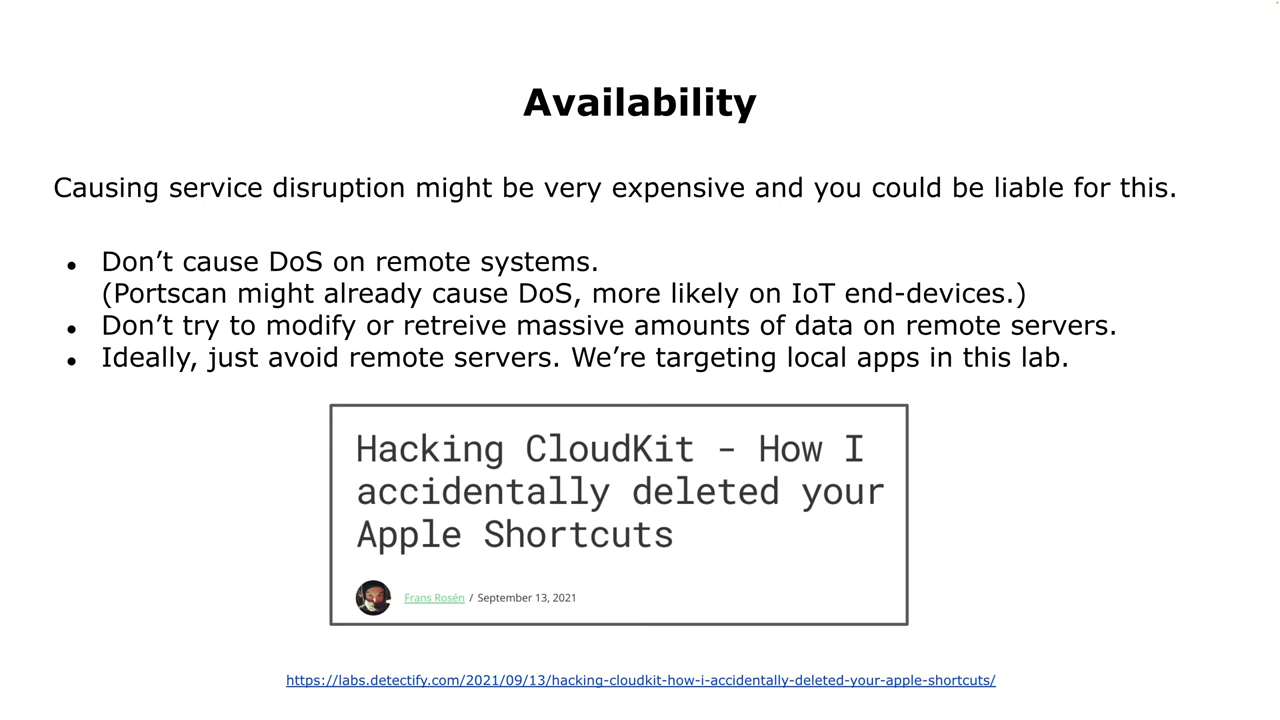 Availability
Causing service disruption might be very expensive and you could be liable for this.
● Don’t cause DoS on remote systems.
(Portscan might already cause DoS, more likely on IoT end-devices.)
● Don’t try to modify or retreive massive amounts of data on remote servers.
● Ideally, just avoid remote servers. We’re targeting local apps in this lab.
Hacking CloudKit - How I
accidentally deleted your
Apple Shortcuts
Frans Rosén / September 13, 2021
https://labs.detectify.com/2021/09/13/hacking-cloudkit-how-i-accidentally-deleted-your-apple-shortcuts/